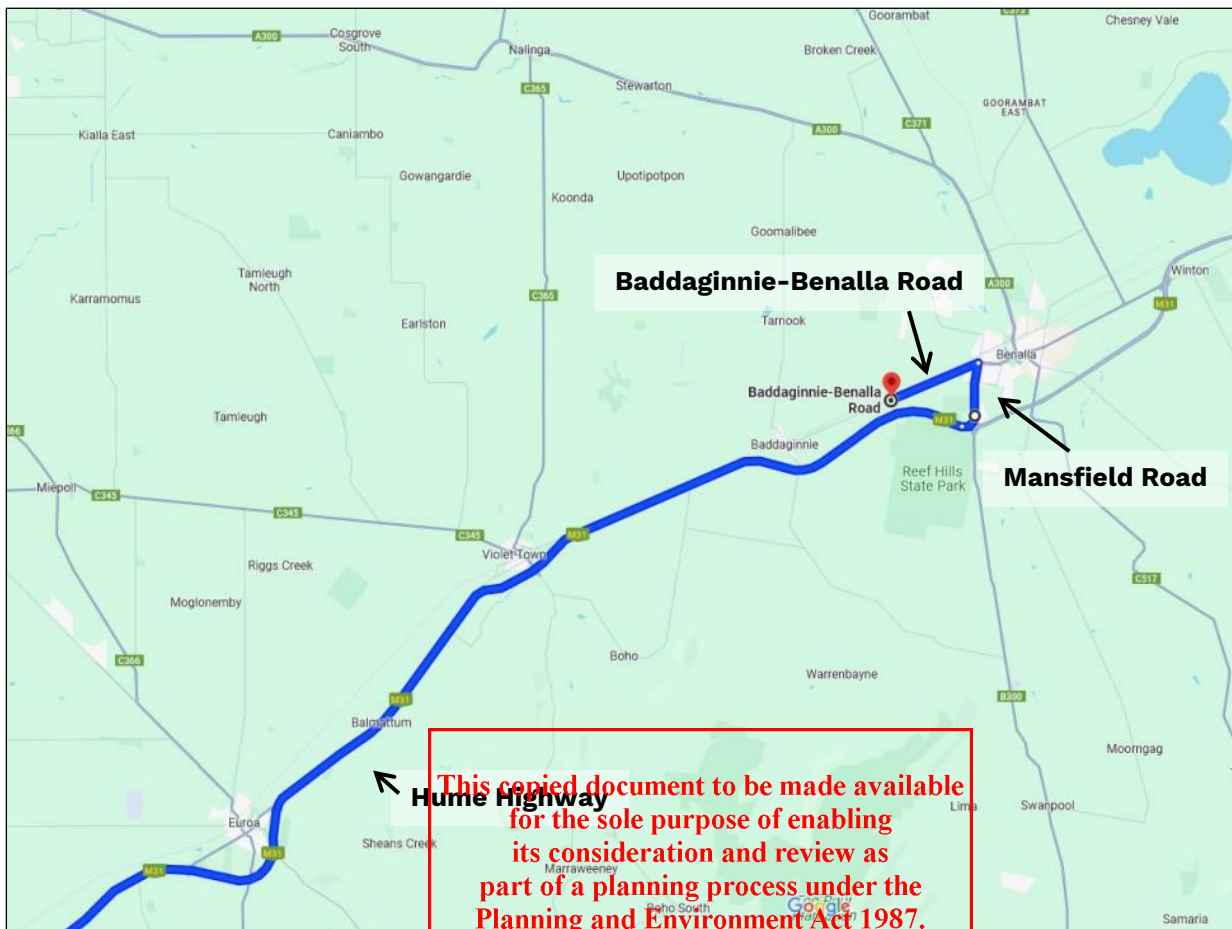 Goorambat
C373
Chesney Vale
A300
Cosgrove
South
Nalinga
Broken Creek
C365
Stewarton
GOORAMBAT
EAST
A300
C371
Kialla East
Caniambo
Gowangardie
Upotipotpon
Koonda
Goomalibee
Tamleugh
North
Baddaginnie-Benalla Road
Winton
Karramomus
C365
A300
M31
Earlston
Tarnook
Benalla
Baddaginnie-Benalla
Road
Tamleugh
M31
Baddaginnie
Reef Hills
State Park
Mansfield Road
Miepoll
C345
C345
C345
M31
Violet Town
Riggs Creek
C517
Moglonemby
Boho
C366
Warrenbayne
B300
M31
Balmattum
Moorngag
This copied document to be made available
Hume Highway
for the sole purpose of enabling
Lima
Swanpool
Euroa
Sheans Creek
its consideration and review as
M31
M31
Marraweeney
part of a planning process under the
Boho South
Google
Planning and Environment Act 1987.
Samaria